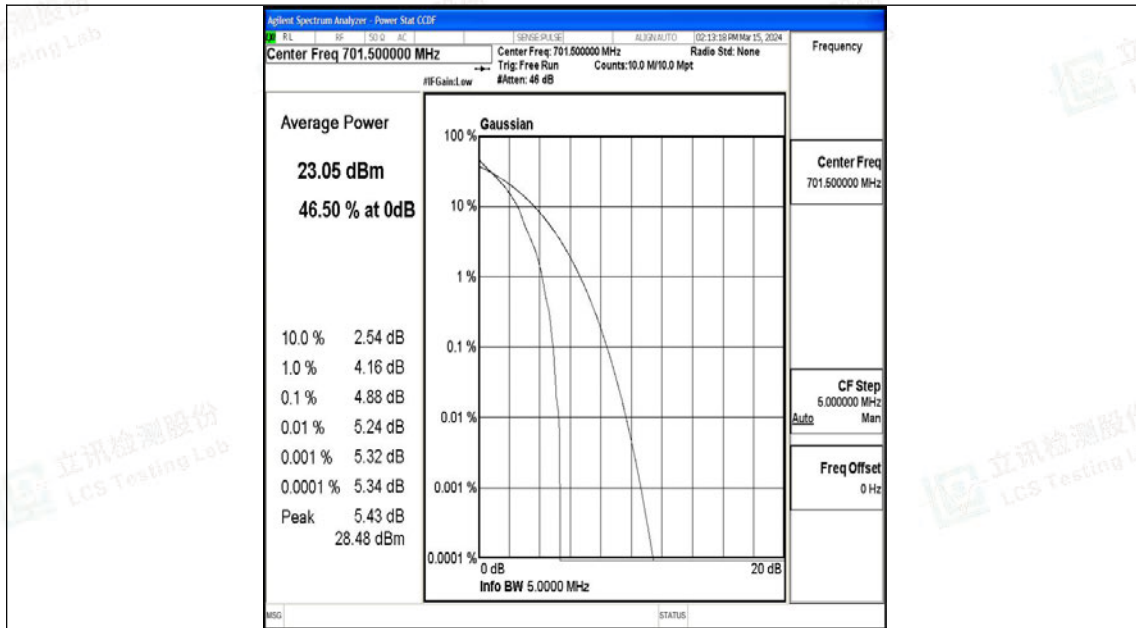 Agilent Spectrum Analyzer - Power Stat CCDF
RL RF 50 Ω AC SENSE:PULSE ALIGNAUTO 02:13:18 PM Mar 15, 2024
Center Freq 701.500000 MHz
Center Freq: 701.500000 MHz Radio Std: None
Trig: Free Run Counts:10.0 M/10.0 Mpt
#IFGain:Low #Atten: 46 dB
Frequency
Average Power
23.05 dBm
46.50 % at 0dB
10.0 % 2.54 dB
1.0 % 4.16 dB
0.1 % 4.88 dB
0.01 % 5.24 dB
0.001 % 5.32 dB
0.0001 % 5.34 dB
Peak 5.43 dB
28.48 dBm
Gaussian
100 %
10 %
1 %
0.1 %
0.01 %
0.001 %
0.0001 %
0 dB 20 dB
Info BW 5.0000 MHz
Center Freq
701.500000 MHz
CF Step
5.000000 MHz
Auto Man
Freq Offset
0 Hz
MSG STATUS
立讯检测股份
LCS Testing Lab
立讯检测股份
LCS Testing L